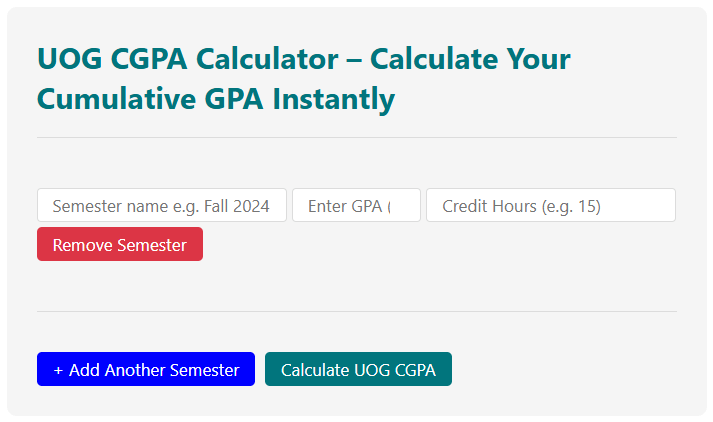 UOG CGPA Calculator – Calculate Your
Cumulative GPA Instantly
Semester name e.g. Fall 2024
Enter GPA (
Credit Hours (e.g. 15)
Remove Semester
+ Add Another Semester
Calculate UOG CGPA